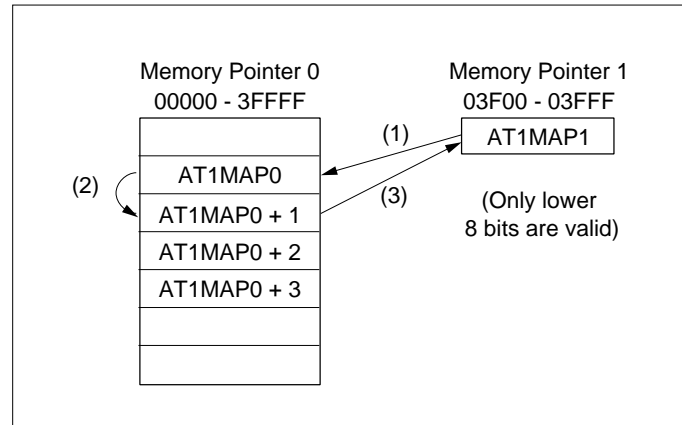 Memory Pointer 0
00000 - 3FFFF
Memory Pointer 1
03F00 - 03FFF
(1)
AT1MAP1
AT1MAP0
(2)
AT1MAP0 + 1
(3)
(Only lower
8 bits are valid)
AT1MAP0 + 2
AT1MAP0 + 3